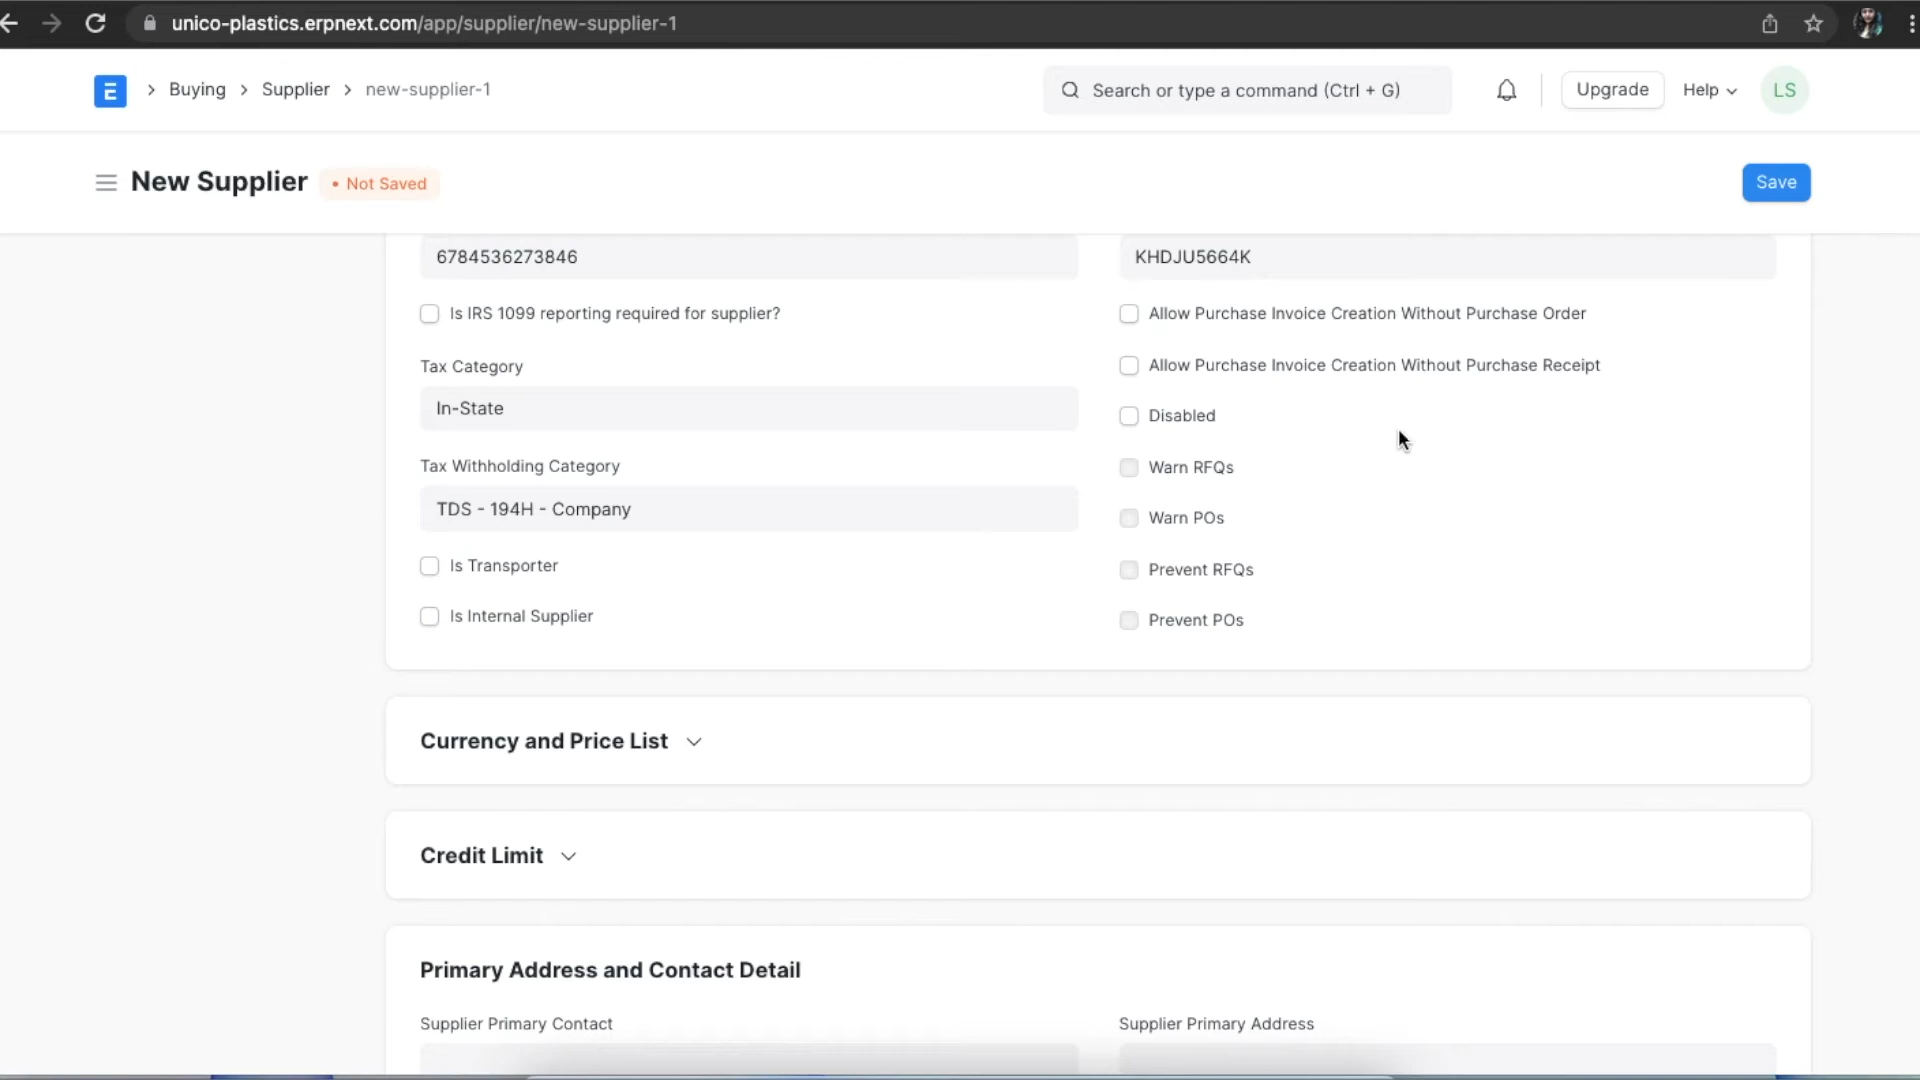 unico-plastics.erpnext.com/app/supplier/new-supplier-1
E
Buying
Supplier
new-supplier-1
Search or type a command (Ctrl + G)
Upgrade
Help
LS
New Supplier
• Not Saved
Save
6784536273846
KHDJU5664K
Is IRS 1099 reporting required for supplier?
Allow Purchase Invoice Creation Without Purchase Order
Tax Category
Allow Purchase Invoice Creation Without Purchase Receipt
In-State
Disabled
Tax Withholding Category
Warn RFQs
TDS - 194H - Company
Warn POs
Is Transporter
Prevent RFQs
Is Internal Supplier
Prevent POs
Currency and Price List
Credit Limit
Primary Address and Contact Detail
Supplier Primary Contact
Supplier Primary Address